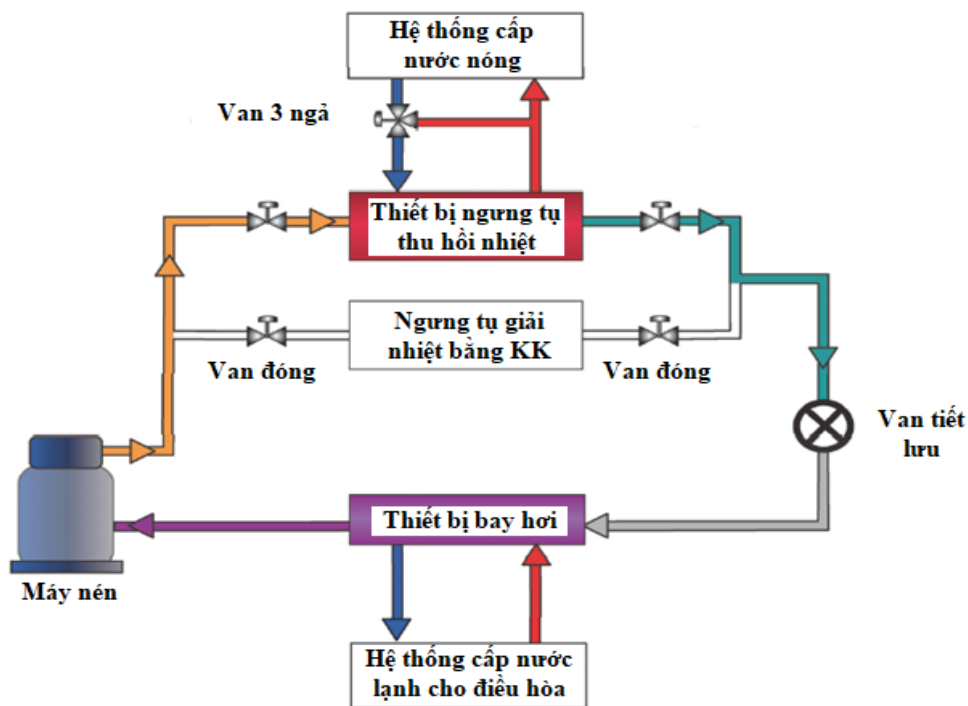 Hệ thống cấp
nước nóng
Van 3 ngả
Thiết bị ngưng tụ
thu hồi nhiệt
Ngưng tụ giải
nhiệt bằng KK
Van đóng
Van đóng
Van tiết
lưu
Thiết bị bay hơi
Máy nén
Hệ thống cấp nước
lạnh cho điều hòa